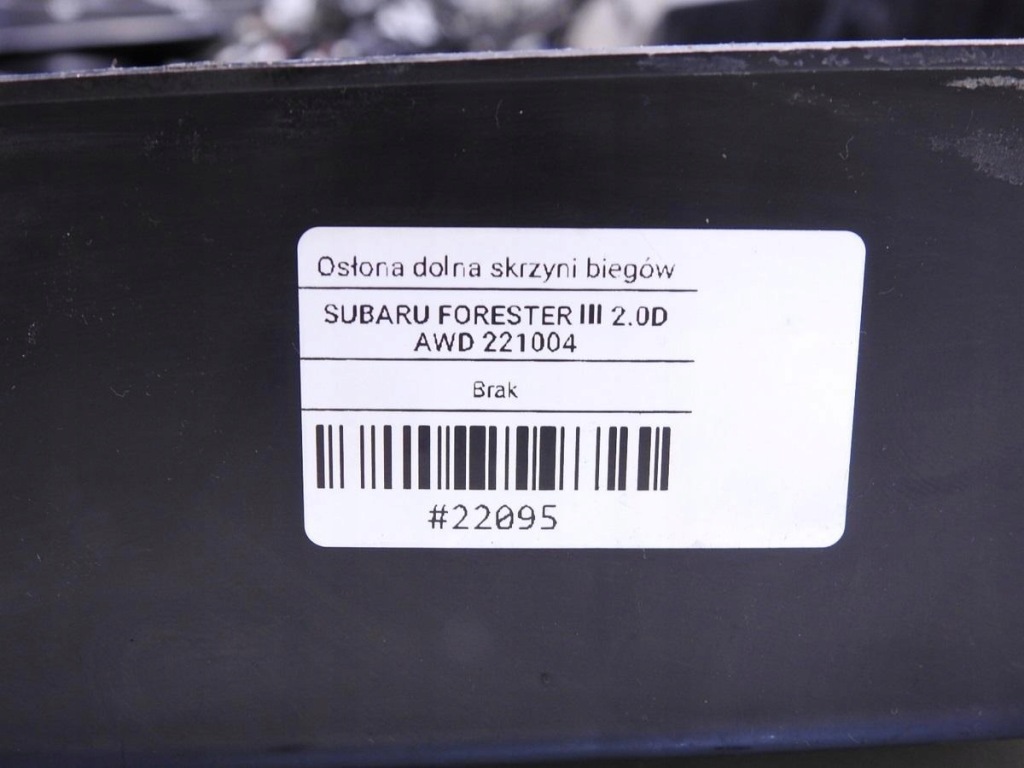 Osłona dolna skrzyni biegów
SUBARU FORESTER III 2.0D
AWD 221004
Brak
#22095